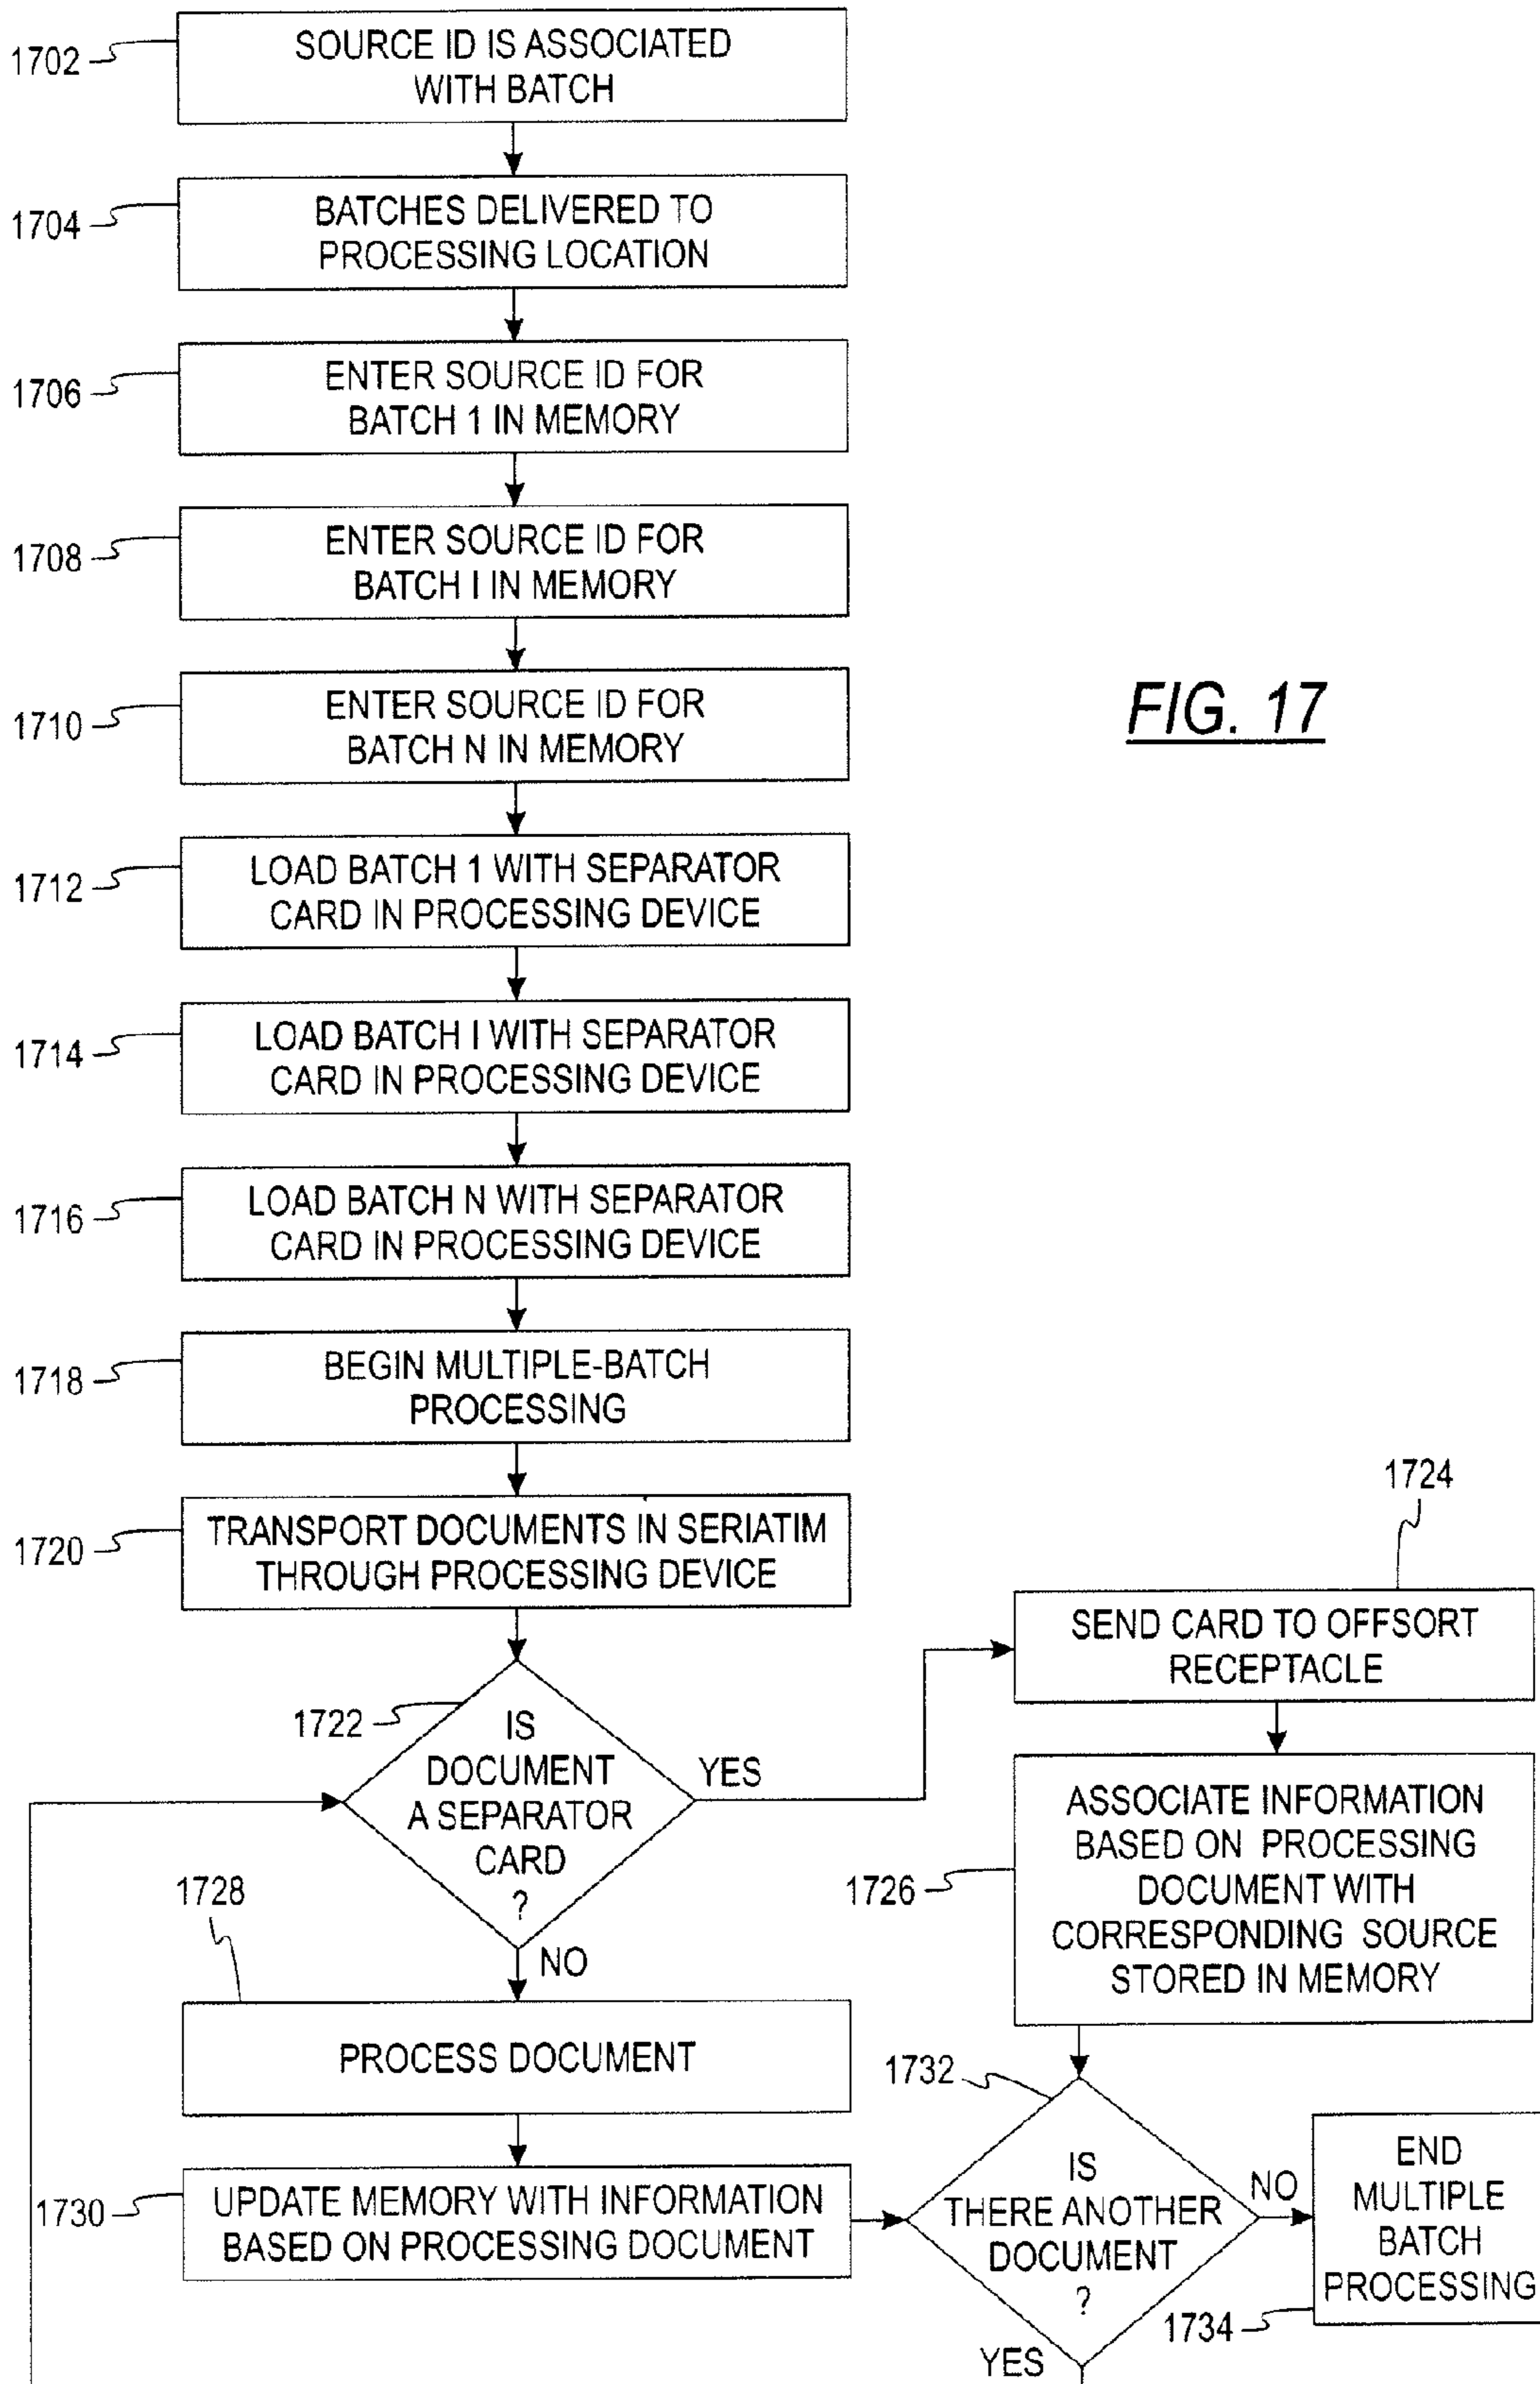 1702
SOURCE ID IS ASSOCIATED
WITH BATCH
1704
BATCHES DELIVERED TO
PROCESSING LOCATION
1706
ENTER SOURCE ID FOR
BATCH 1 IN MEMORY
1708
ENTER SOURCE ID FOR
BATCH I IN MEMORY
1710
ENTER SOURCE ID FOR
BATCH N IN MEMORY
FIG. 17
1712
LOAD BATCH 1 WITH SEPARATOR
CARD IN PROCESSING DEVICE
1714
LOAD BATCH I WITH SEPARATOR
CARD IN PROCESSING DEVICE
1716
LOAD BATCH N WITH SEPARATOR
CARD IN PROCESSING DEVICE
1718
BEGIN MULTIPLE-BATCH
PROCESSING
1720
TRANSPORT DOCUMENTS IN SERIATIM
THROUGH PROCESSING DEVICE
1722
IS
DOCUMENT
A SEPARATOR
CARD
?
YES
NO
1724
SEND CARD TO OFFSORT
RECEPTACLE
1726
ASSOCIATE INFORMATION
BASED ON PROCESSING
DOCUMENT WITH
CORRESPONDING SOURCE
STORED IN MEMORY
1728
PROCESS DOCUMENT
1730
UPDATE MEMORY WITH INFORMATION
BASED ON PROCESSING DOCUMENT
1732
IS
THERE ANOTHER
DOCUMENT
?
NO
YES
1734
END
MULTIPLE
BATCH
PROCESSING